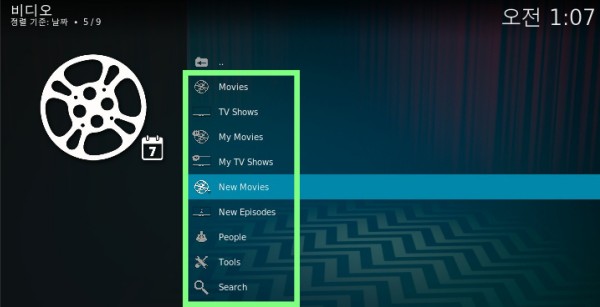 비디오
정렬 기준: 날짜 • 5 / 9
오전 1:07
7
..
Movies
TV Shows
My Movies
My TV Shows
New Movies
New Episodes
People
Tools
Search